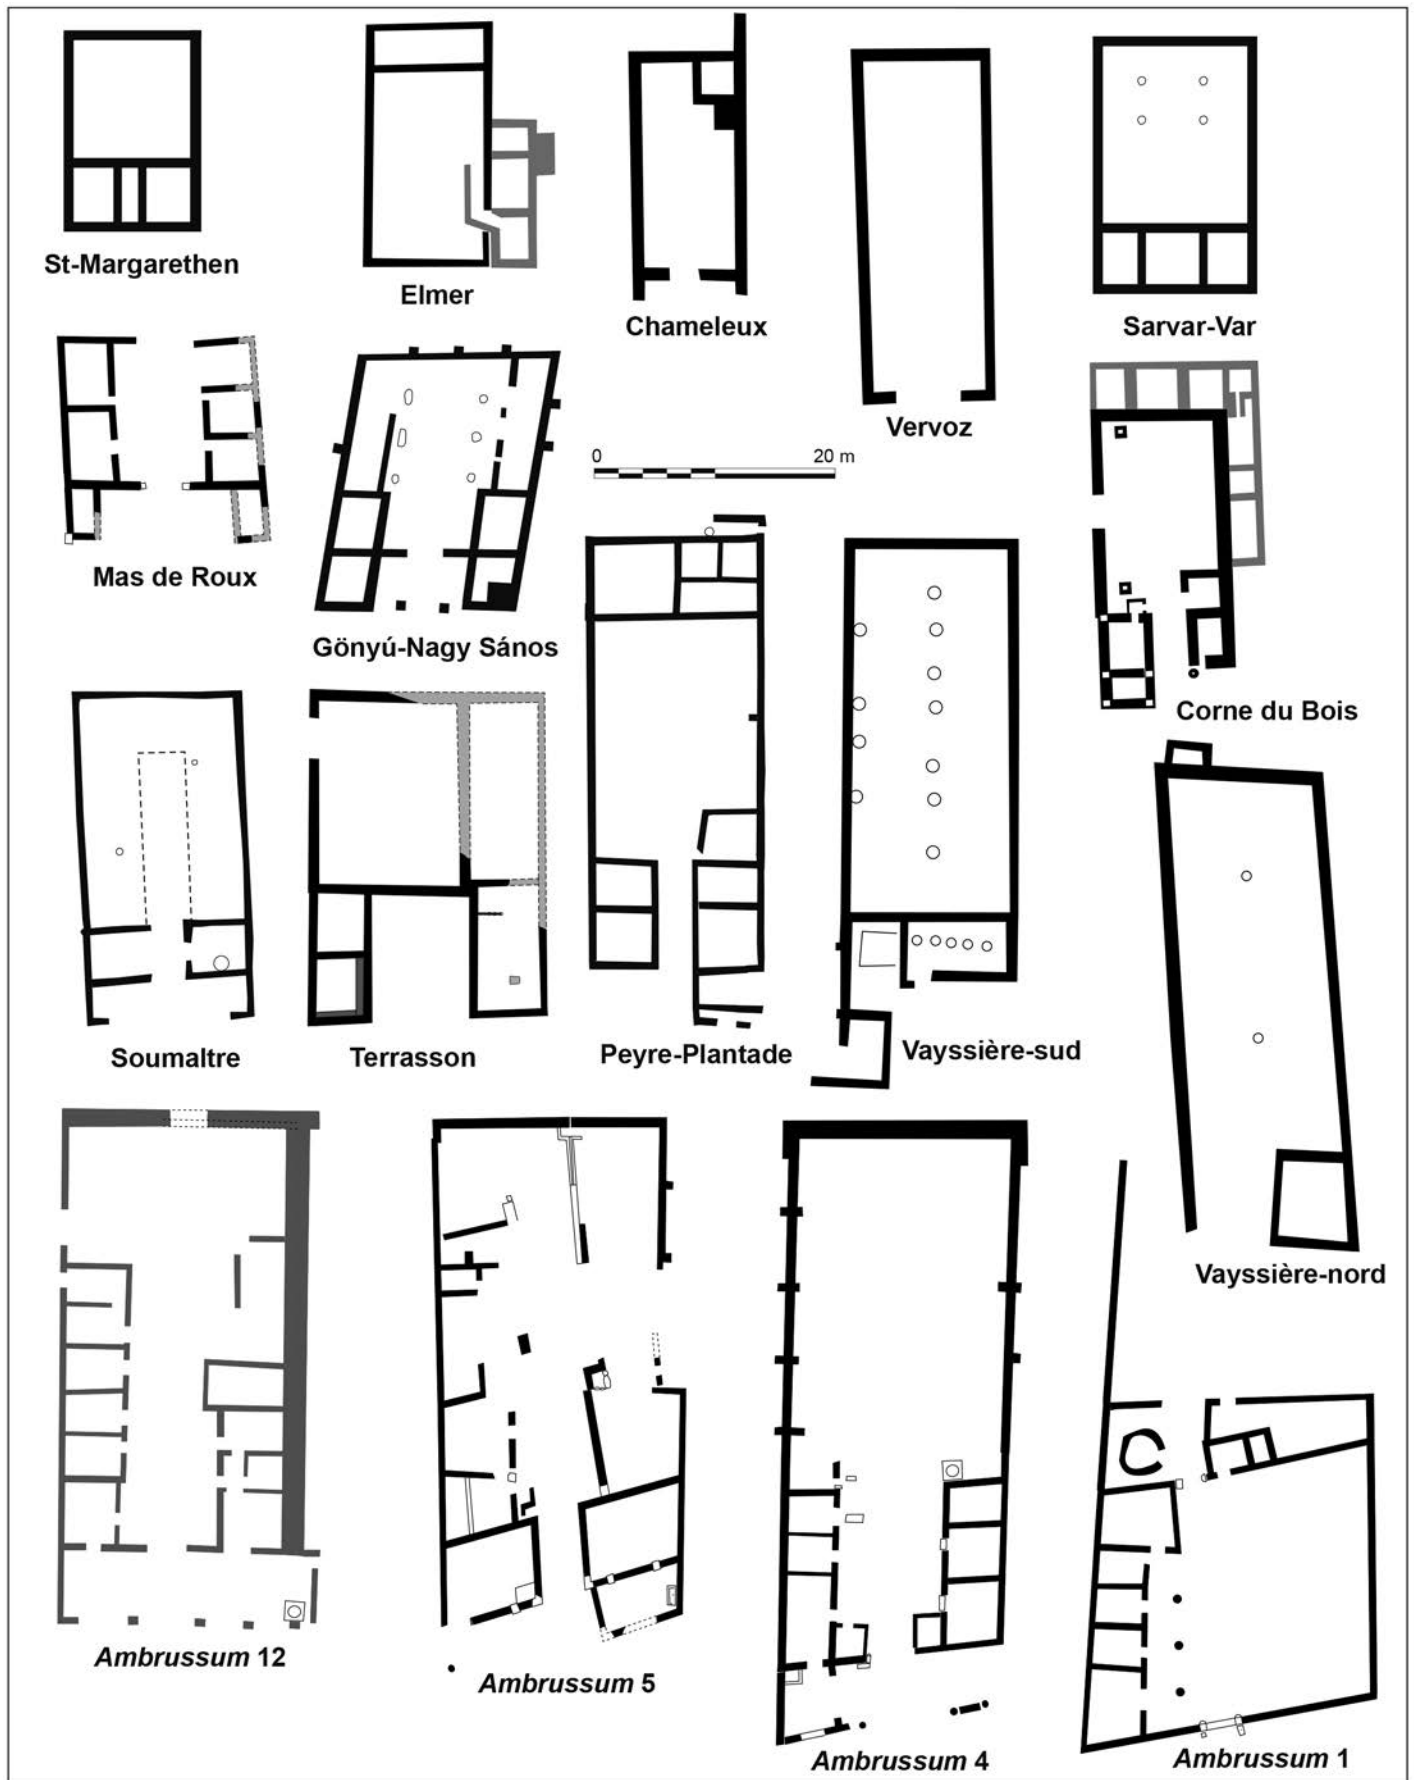 St-Margarethen
Elmer
Chameleux
Vervoz
Sarvar-Var
Mas de Roux
Gönyú-Nagy Sános
0 20 m
Corne du Bois
Soumaltre
Terrasson
Peyre-Plantade
Vayssière-sud
Vayssière-nord
Ambrussum 12
Ambrussum 5
Ambrussum 4
Ambrussum 1